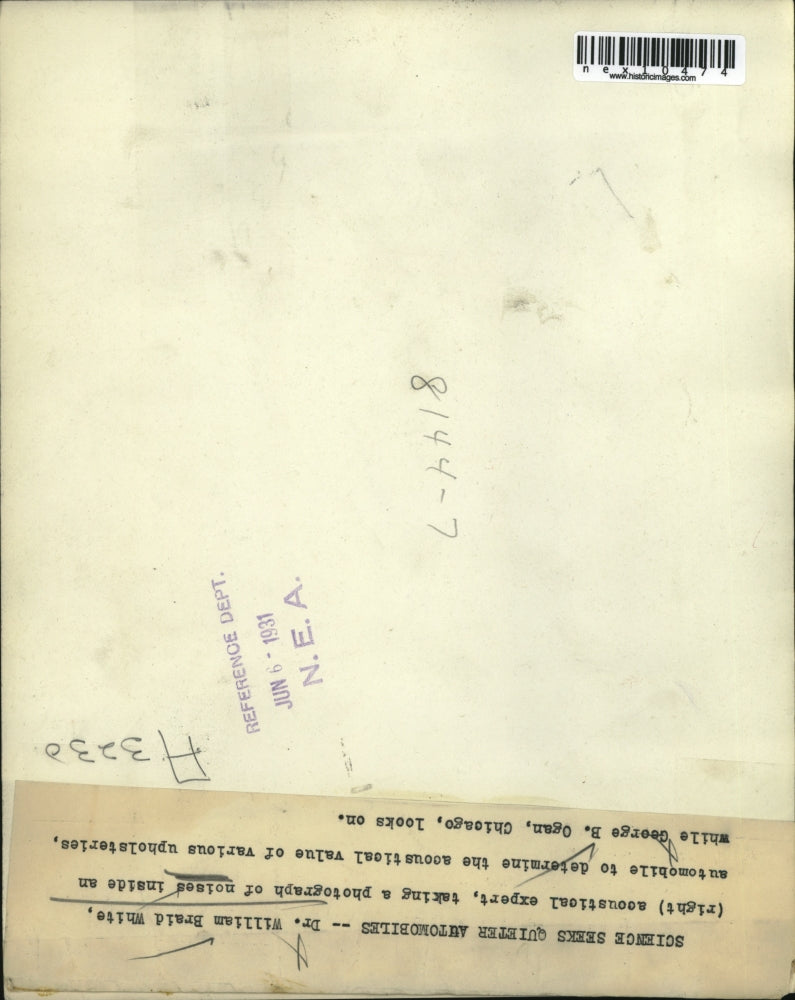 nex10474
www.historicimages.com
8144-7
REFERENCE DEPT.
JUN 6 - 1931
N. E. A.
A3230
SCIENCE SEEKS QUIETER AUTOMOBILES -- Dr. William Braid White,
(right) acoustical expert, taking a photograph of noises inside an
automobile to determine the acoustical value of various upholsteries,
while George B. Ogan, Chicago, looks on.